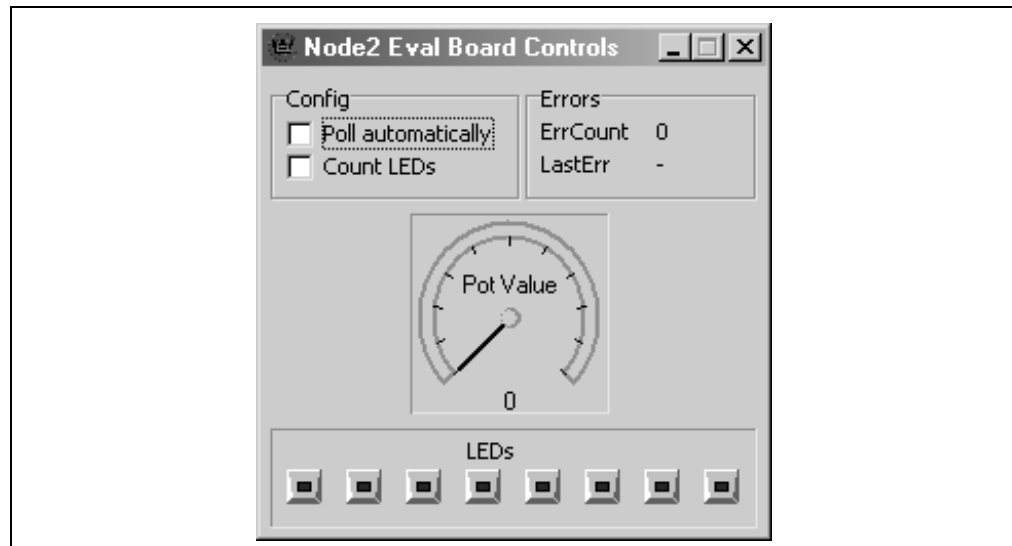 Node2 Eval Board Controls
Config
Poll automatically
Count LEDs
Errors
ErrCount 0
LastErr -
Pot Value
0
LEDs